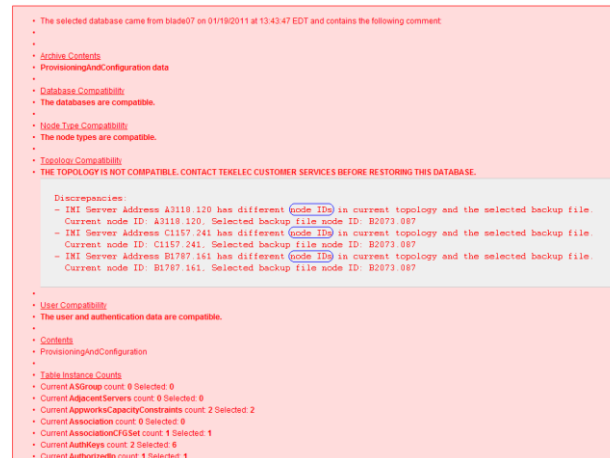 The selected database came from blade07 on 01/19/2011 at 13:43:47 EDT and contains the following comment:
Archive Contents
ProvisioningAndConfiguration data
Database Compatibility
The databases are compatible.
Node Type Compatibility
The node types are compatible.
Topology Compatibility
THE TOPOLOGY IS NOT COMPATIBLE. CONTACT TEKELEC CUSTOMER SERVICES BEFORE RESTORING THIS DATABASE.
Discrepancies:
- IMI Server Address A3118.120 has different node IDs in current topology and the selected backup file.
Current node ID: A3118.120, Selected backup file node ID: B2073.087
- IMI Server Address C1157.241 has different node IDs in current topology and the selected backup file.
Current node ID: C1157.241, Selected backup file node ID: B2073.087
- IMI Server Address B1787.161 has different node IDs in current topology and the selected backup file.
Current node ID: B1787.161, Selected backup file node ID: B2073.087
User Compatibility
The user and authentication data are compatible.
Contents
ProvisioningAndConfiguration
Table Instance Counts
Current ASGroup count: 0 Selected: 0
Current AdjacentServers count: 0 Selected: 0
Current AppworksCapacityConstraints count: 2 Selected: 2
Current Association count: 0 Selected: 0
Current AssociationCFGSet count: 1 Selected: 1
Current AuthKeys count: 2 Selected: 6
Current AuthorizedIp count: 1 Selected: 1